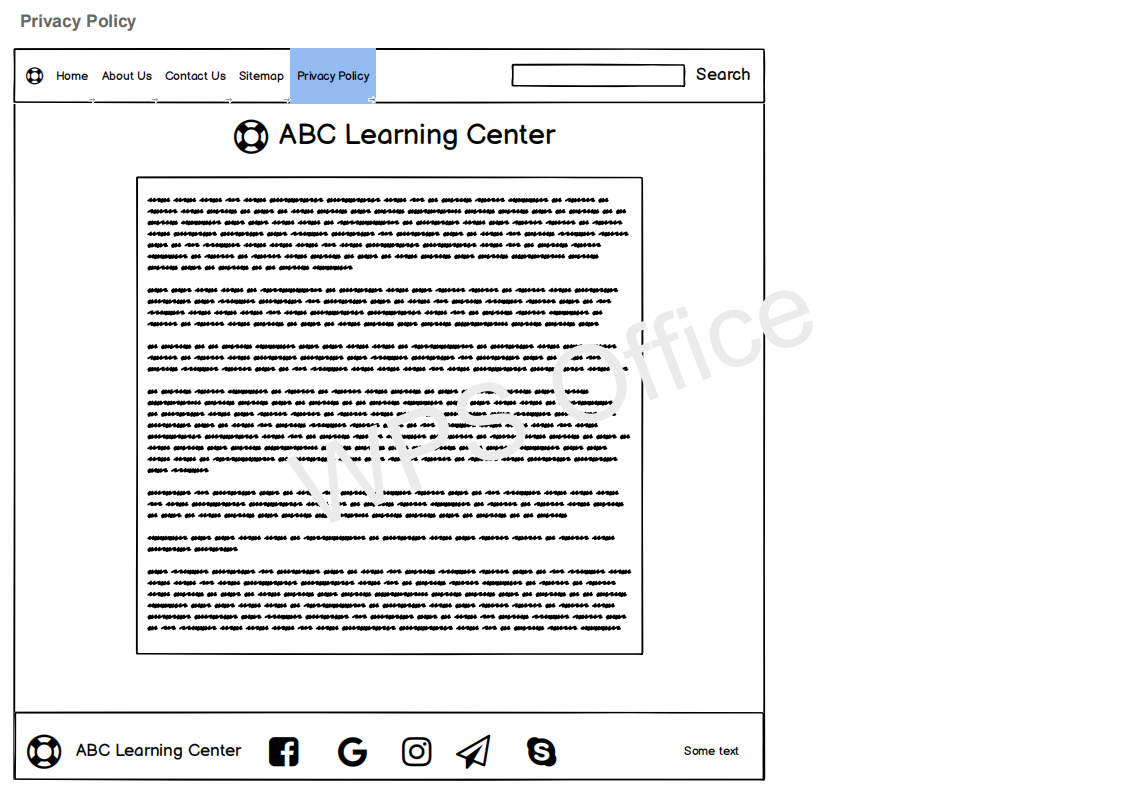 Privacy Policy
Home About Us Contact Us Sitemap Privacy Policy Search
ABC Learning Center
WPS Office
ABC Learning Center Some text